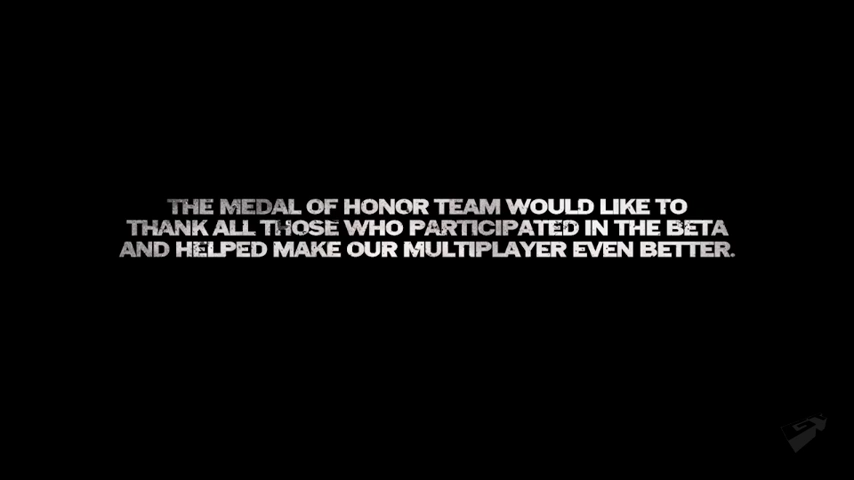 THE MEDAL OF HONOR TEAM WOULD LIKE TO
THANK ALL THOSE WHO PARTICIPATED IN THE BETA
AND HELPED MAKE OUR MULTIPLAYER EVEN BETTER.